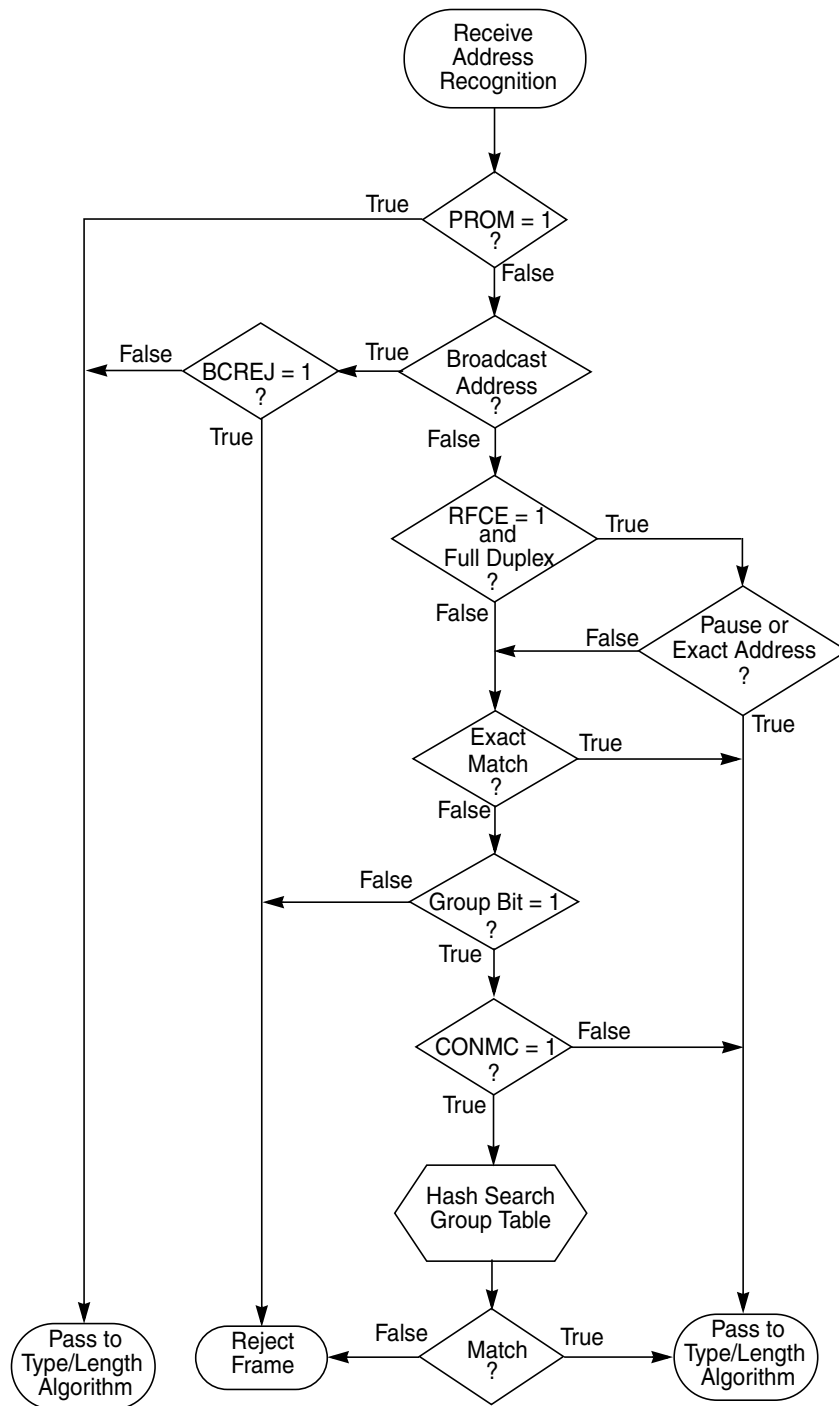 Receive
Address
Recognition
True
PROM = 1
?
False
False
BCREJ = 1
?
True
True
Broadcast
Address
?
False
RFCE = 1
and
Full Duplex
?
True
False
False
Pause or
Exact Address
?
True
Exact
Match
?
True
False
False
Group Bit = 1
?
True
CONMC = 1
?
False
True
Hash Search
Group Table
Pass to
Type/Length
Algorithm
Reject
Frame
False
Match
?
True
Pass to
Type/Length
Algorithm